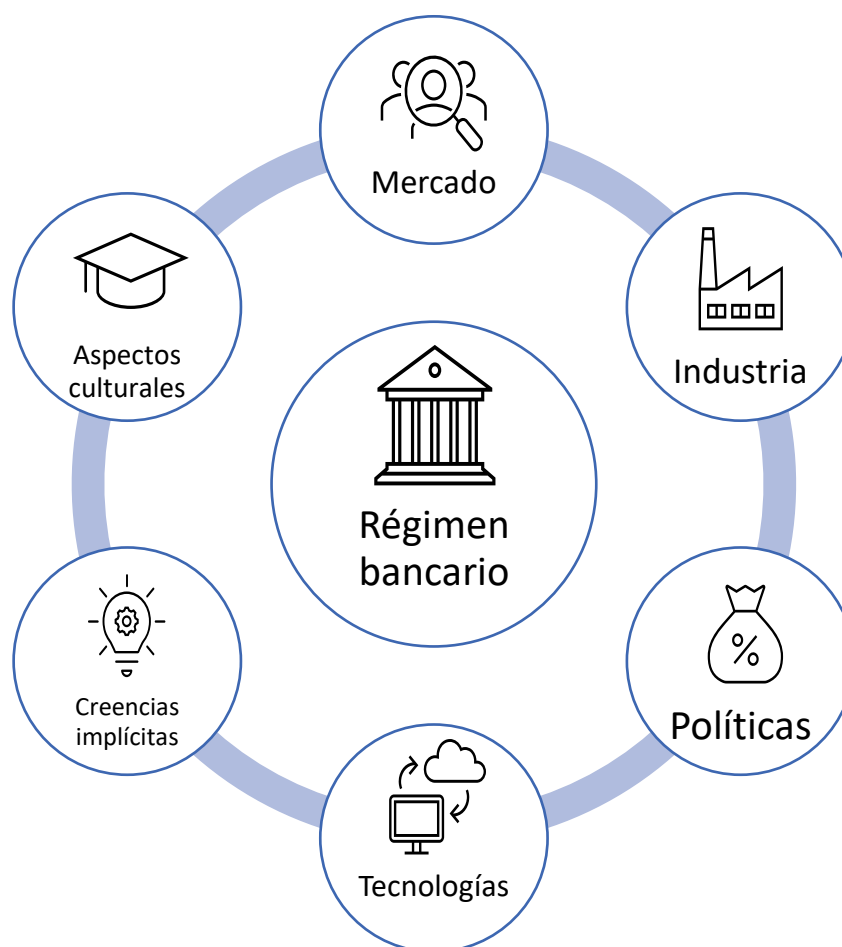 Mercado
Industria
Políticas
Tecnologías
Creencias
implícitas
Aspectos
culturales
Régimen
bancario
%